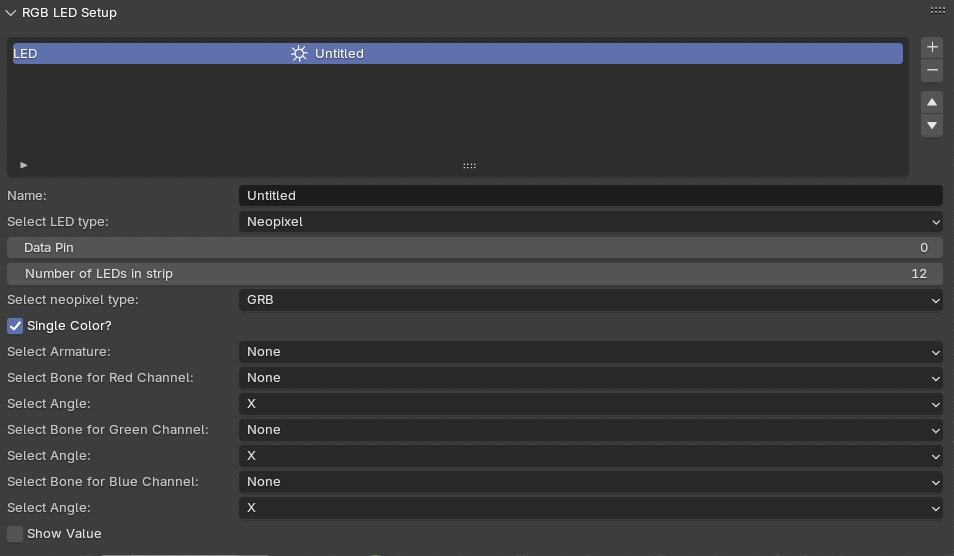 RGB LED Setup
LED Untitled
Name: Untitled
Select LED type: Neopixel
Data Pin 0
Number of LEDs in strip 12
Select neopixel type: GRB
Single Color?
Select Armature: None
Select Bone for Red Channel: None
Select Angle: X
Select Bone for Green Channel: None
Select Angle: X
Select Bone for Blue Channel: None
Select Angle: X
Show Value